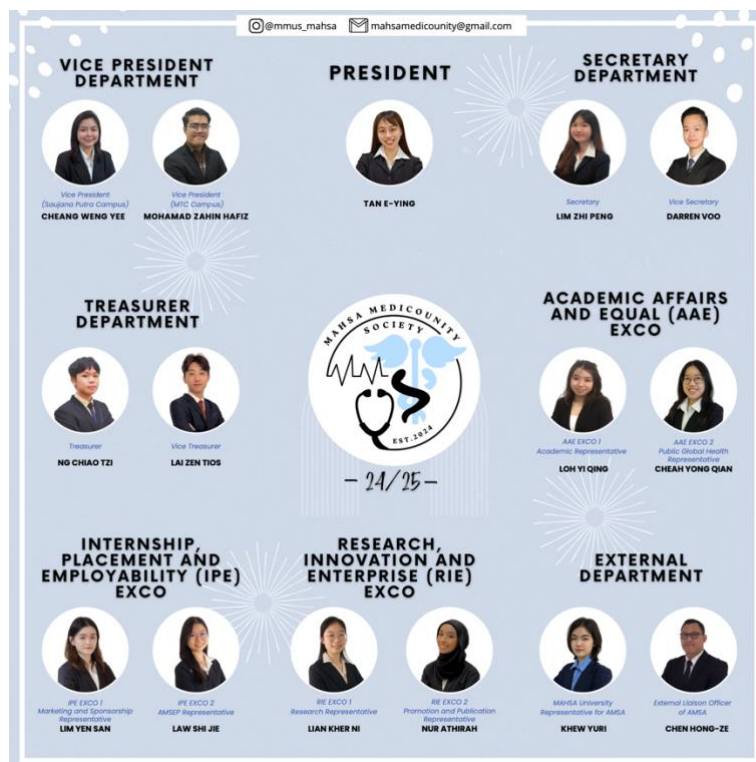 @mmus_mahsa mahsamedicounity@gmail.com
VICE PRESIDENT
DEPARTMENT
Vice President
(Saujana Putra Campus)
CHEANG WENG YEE
Vice President
(MTC Campus)
MOHAMAD ZAHIN HAFIZ
PRESIDENT
TAN E-YING
SECRETARY
DEPARTMENT
Secretary
LIM ZHI PENG
Vice Secretary
DARREN VOO
TREASURER
DEPARTMENT
Treasurer
NG CHIAO TZI
Vice Treasurer
LAI ZEN TIOS
MAHSA MEDICOUNITY
SOCIETY
EST.2024
- 24/25 -
ACADEMIC AFFAIRS
AND EQUAL (AAE)
EXCO
AAE EXCO 1
Academic Representative
LOH YI QING
AAE EXCO 2
Public Global Health
Representative
CHEAH YONG QIAN
INTERNSHIP,
PLACEMENT AND
EMPLOYABILITY (IPE)
EXCO
IPE EXCO 1
Marketing and Sponsorship
Representative
LIM YEN SAN
IPE EXCO 2
AMSEP Representative
LAW SHI JIE
RESEARCH,
INNOVATION AND
ENTERPRISE (RIE)
EXCO
RIE EXCO 1
Research Representative
LIAN KHER NI
RIE EXCO 2
Promotion and Publication
Representative
NUR ATHIRAH
EXTERNAL
DEPARTMENT
MAHSA University
Representative for AMSA
KHEW YURI
External Liaison Officer
of AMSA
CHEN HONG-ZE